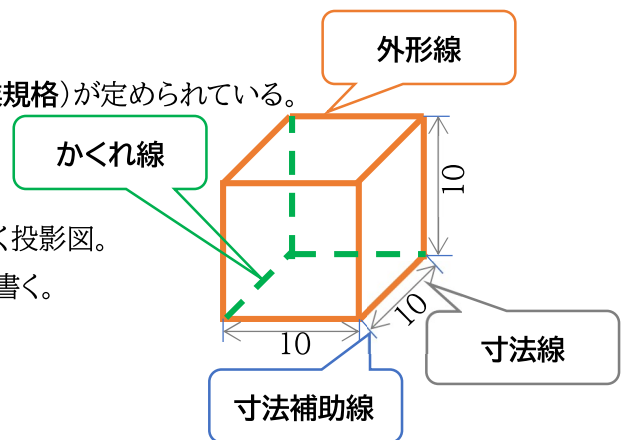 外形線
規格)が定められている。
かくれ線
10
投影図。
書く。
10
10
寸法線
寸法補助線